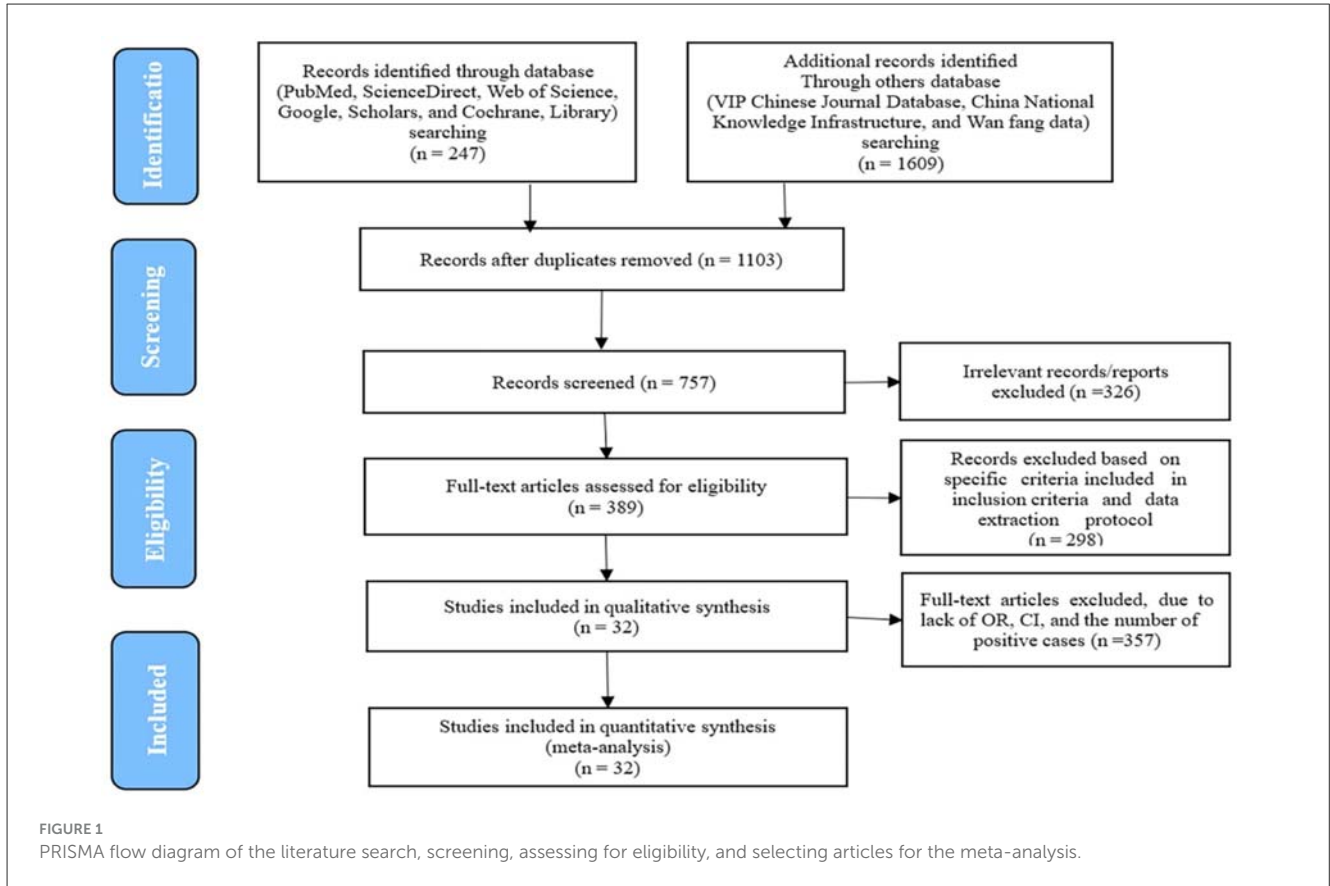 Identificatio
Records identified through database
(PubMed, ScienceDirect, Web of Science,
Google, Scholars, and Cochrane, Library)
searching
(n = 247)
Additional records identified
Through others database
(VIP Chinese Journal Database, China National
Knowledge Infrastructure, and Wan fang data)
searching
(n = 1609)
Records after duplicates removed (n = 1103)
Screening
Records screened (n = 757)
Irrelevant records/reports
excluded (n =326)
Eligibility
Full-text articles assessed for eligibility
(n = 389)
Records excluded based on
specific criteria included in
inclusion criteria and data
extraction protocol
(n = 298)
Studies included in qualitative synthesis
(n = 32)
Full-text articles excluded, due to
lack of OR, CI, and the number of
positive cases (n =357)
Included
Studies included in quantitative synthesis
(meta-analysis)
(n = 32)
FIGURE 1
PRISMA flow diagram of the literature search, screening, assessing for eligibility, and selecting articles for the meta-analysis.